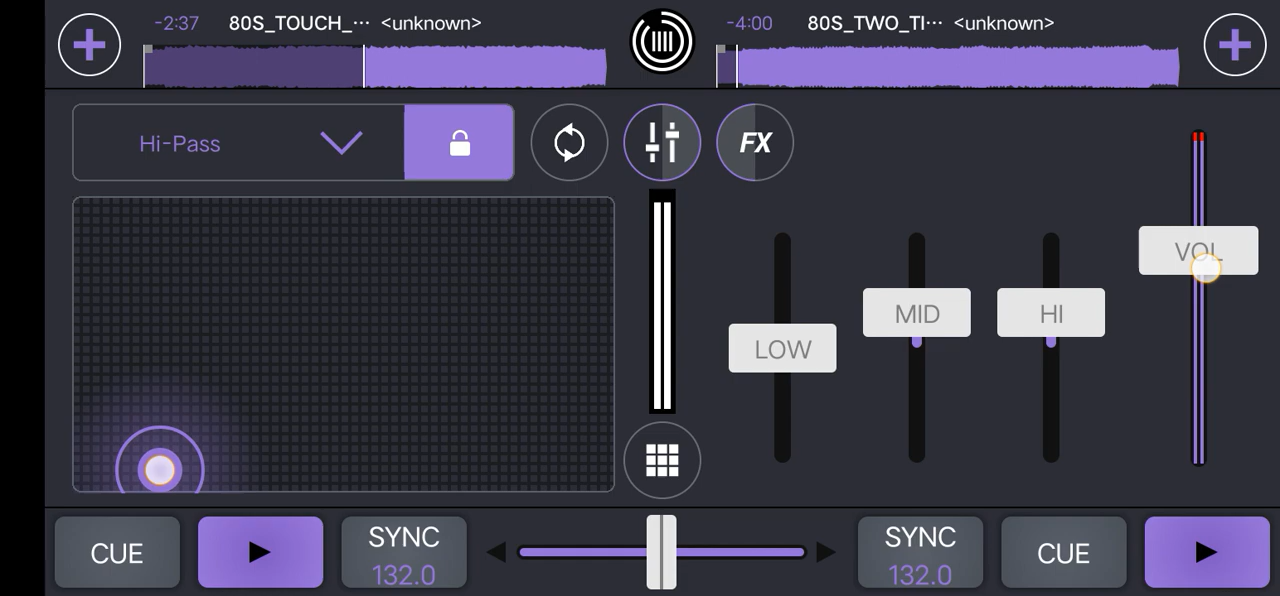 -2:37 80S_TOUCH_··· <unknown>
-4:00 80S_TWO_TI··· <unknown>
Hi-Pass
FX
VOL
MID
HI
LOW
CUE
SYNC
132.0
SYNC
132.0
CUE